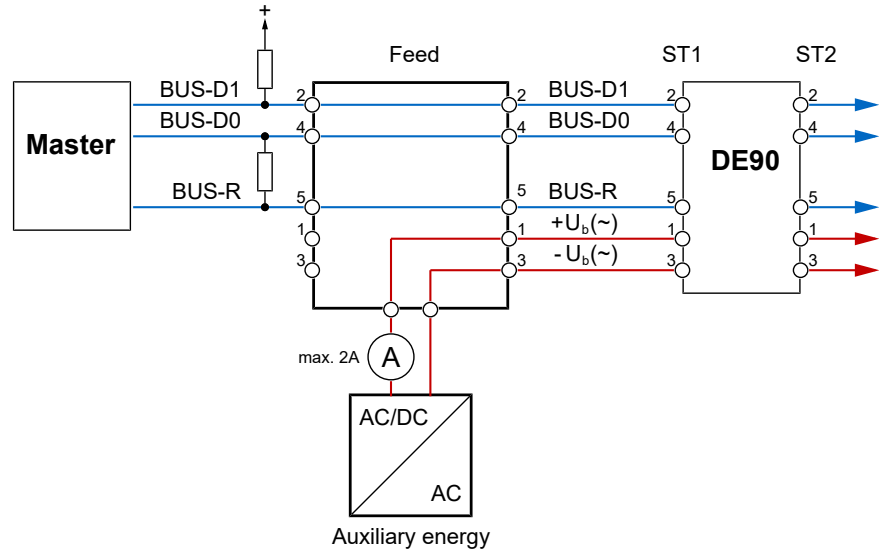 +
Feed
ST1
ST2
BUS-D1
2
2
BUS-D1
2
2
BUS-D0
4
4
BUS-D0
4
4
Master
DE90
BUS-R
5
5
BUS-R
5
5
1
1
+U_b(~)
1
1
3
3
- U_b(~)
3
3
max. 2A
A
AC/DC
AC
Auxiliary energy